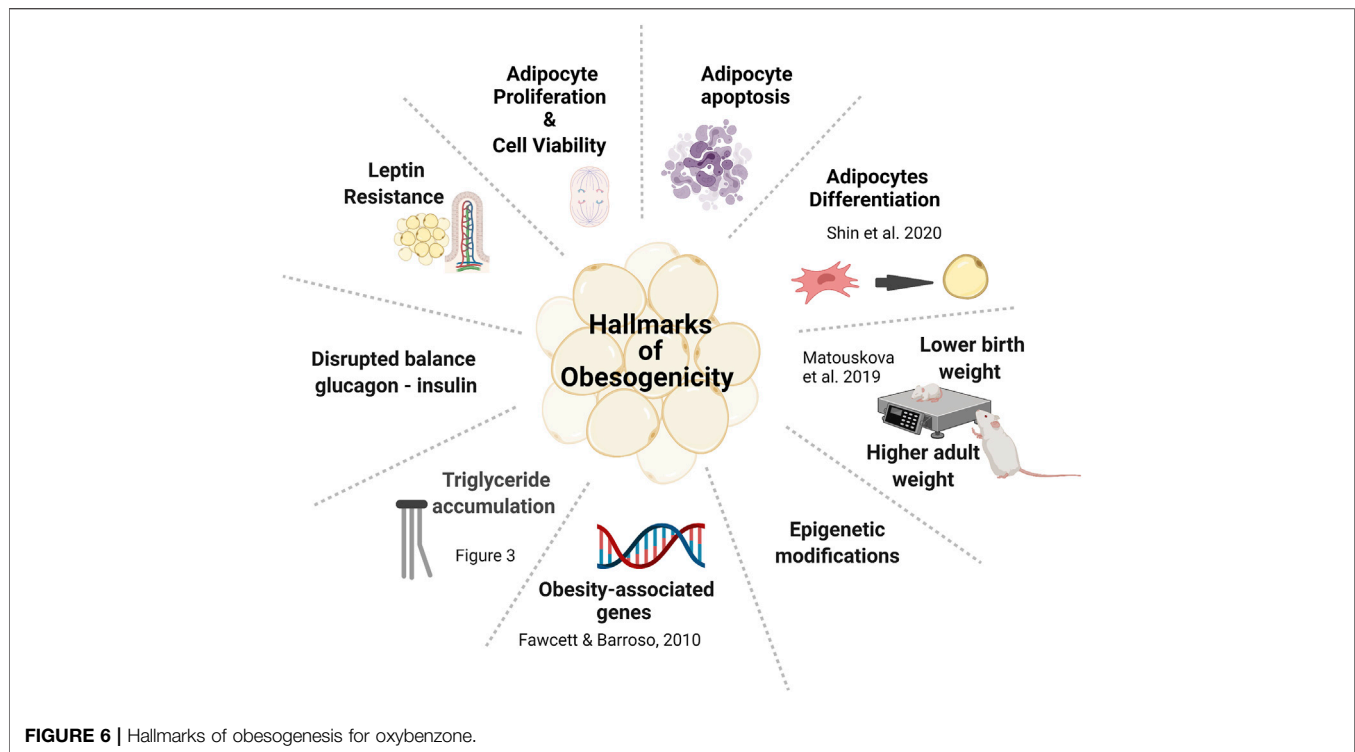 Adipocyte
Proliferation
&
Cell Viability
Adipocyte
apoptosis
Adipocytes
Differentiation
Shin et al. 2020
Matouskova
et al. 2019
Lower birth
weight
Higher adult
weight
Epigenetic
modifications
Obesity-associated
genes
Fawcett & Barroso, 2010
Triglyceride
accumulation
Figure 3
Disrupted balance
glucagon - insulin
Leptin
Resistance
Hallmarks
of
Obesogenicity
FIGURE 6 | Hallmarks of obesogenesis for oxybenzone.